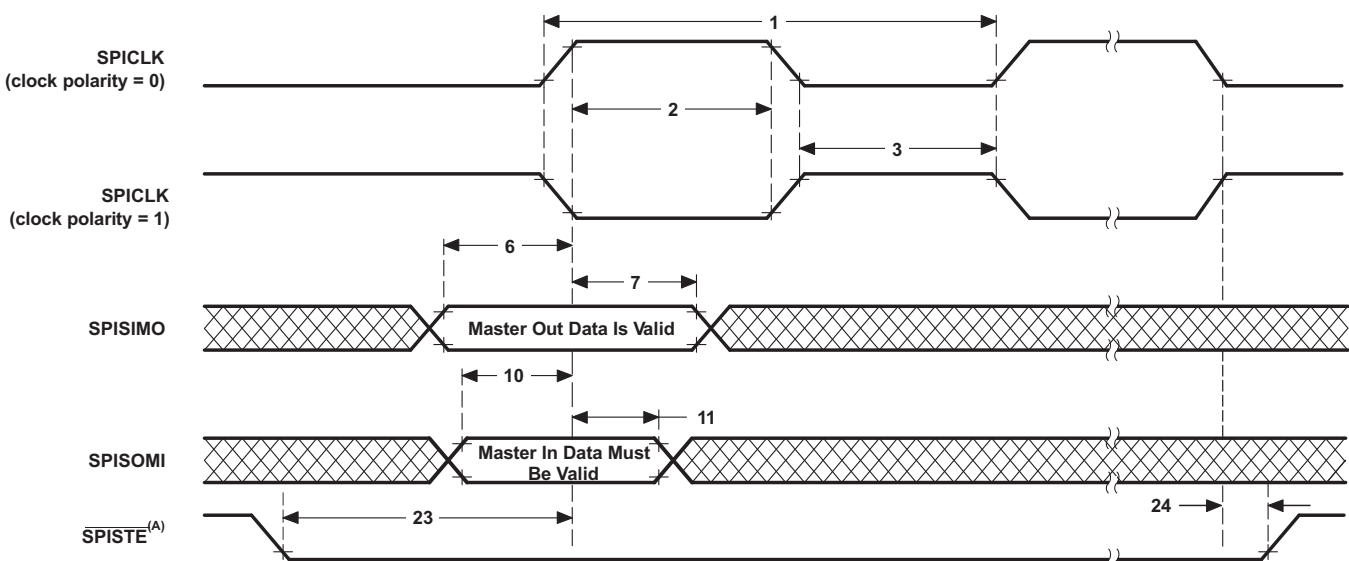 1
SPICLK
(clock polarity = 0)
2
3
SPICLK
(clock polarity = 1)
6
7
SPISIMO
Master Out Data Is Valid
10
11
SPISOMI
Master In Data Must
Be Valid
23
24
SPISTE(A)